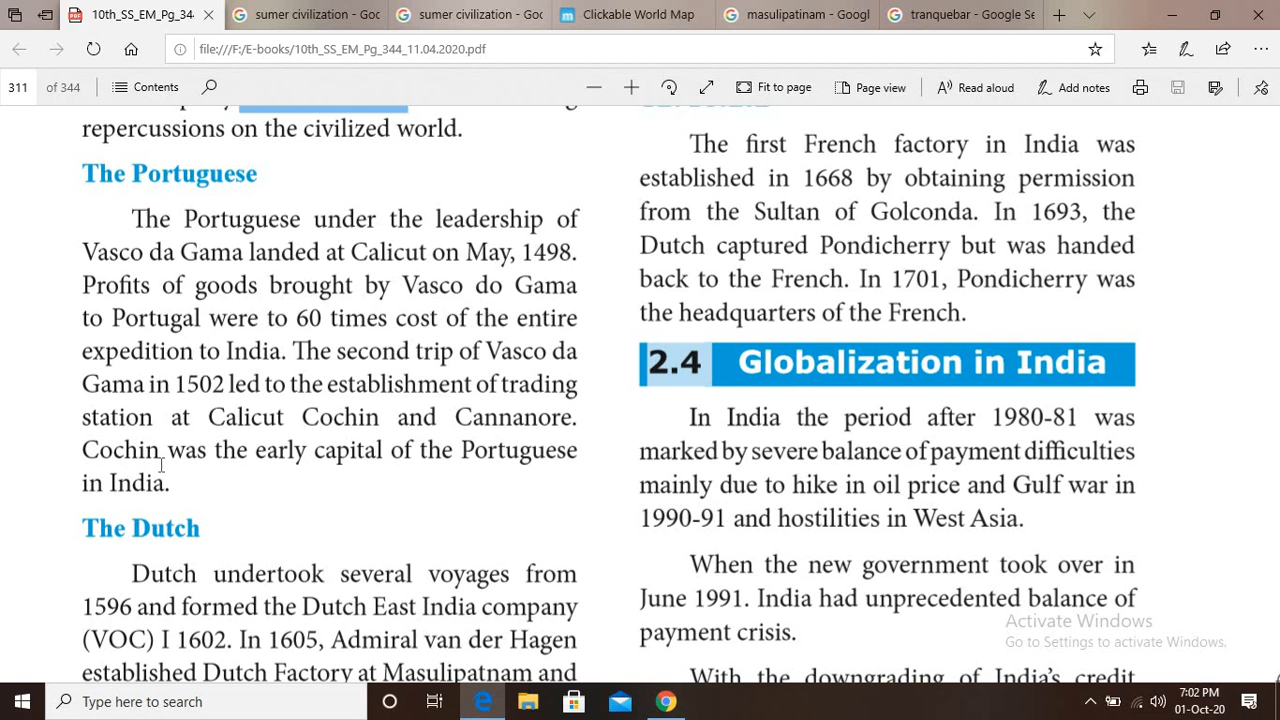 10th_SS_EM_Pg_344
sumer civilization - Goo
sumer civilization - Goo
Clickable World Map
masulipatinam - Googl
tranquebar - Google Se
file:///F:/E-books/10th_SS_EM_Pg_344_11.04.2020.pdf
311 of 344
Contents
Fit to page
Page view
Read aloud
Add notes
repercussions on the civilized world.
The Portuguese
The Portuguese under the leadership of
Vasco da Gama landed at Calicut on May, 1498.
Profits of goods brought by Vasco do Gama
to Portugal were to 60 times cost of the entire
expedition to India. The second trip of Vasco da
Gama in 1502 led to the establishment of trading
station at Calicut Cochin and Cannanore.
Cochin was the early capital of the Portuguese
in India.
The Dutch
Dutch undertook several voyages from
1596 and formed the Dutch East India company
(VOC) I 1602. In 1605, Admiral van der Hagen
established Dutch Factory at Masulipatnam and
The first French factory in India was
established in 1668 by obtaining permission
from the Sultan of Golconda. In 1693, the
Dutch captured Pondicherry but was handed
back to the French. In 1701, Pondicherry was
the headquarters of the French.
2.4 Globalization in India
In India the period after 1980-81 was
marked by severe balance of payment difficulties
mainly due to hike in oil price and Gulf war in
1990-91 and hostilities in West Asia.
When the new government took over in
June 1991. India had unprecedented balance of
payment crisis.
With the downgrading of India's credit
Activate Windows
Go to Settings to activate Windows.
Type here to search
7:02 PM
01-Oct-20